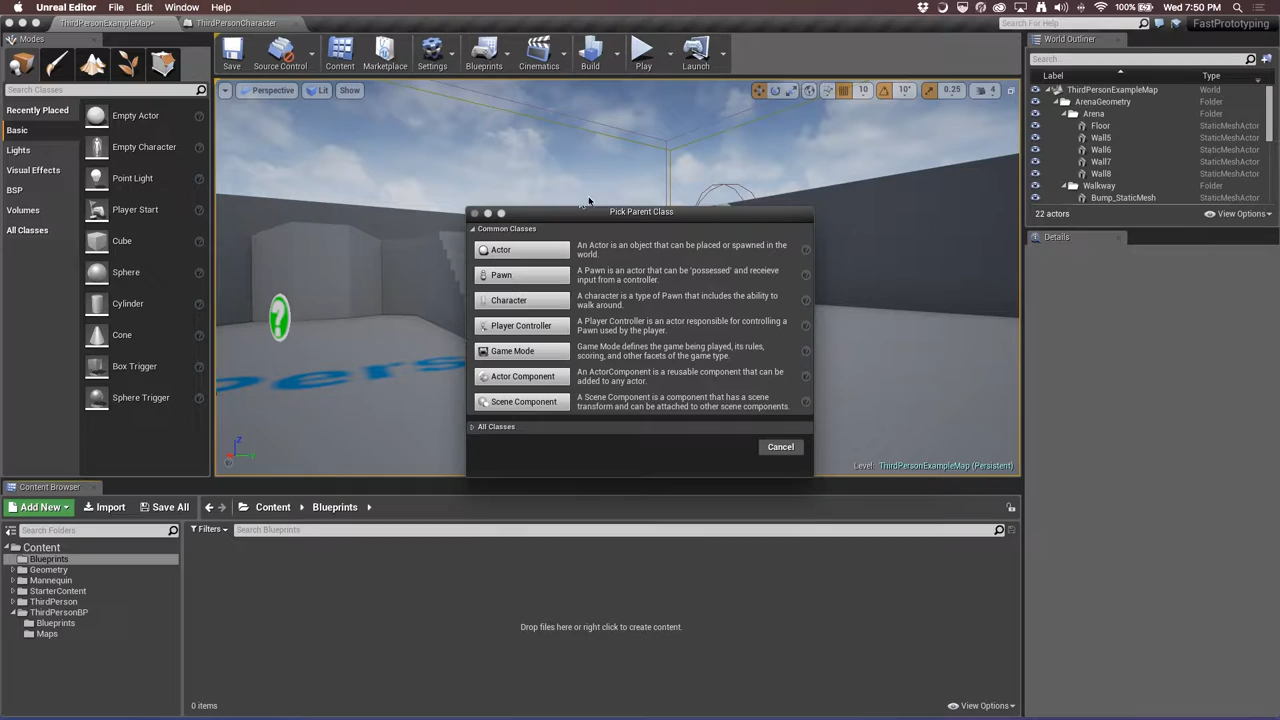 Unreal Editor File Edit Window Help
100% Wed 7:50 PM
ThirdPersonExampleMap*
ThirdPersonCharacter
Search For Help
FastPrototyping
Modes
Save
Source Control
Content
Marketplace
Settings
Blueprints
Cinematics
Build
Play
Launch
World Outliner
Search...
Label
Type
Search Classes
Perspective
Lit
Show
10
10°
0.25
4
ThirdPersonExampleMap World
ArenaGeometry Folder
Arena Folder
Floor StaticMeshActor
Wall5 StaticMeshActor
Wall6 StaticMeshActor
Wall7 StaticMeshActor
Wall8 StaticMeshActor
Walkway Folder
Bump_StaticMesh StaticMeshActor
22 actors
View Options
Details
Recently Placed
Basic
Lights
Visual Effects
BSP
Volumes
All Classes
Empty Actor
Empty Character
Point Light
Player Start
Cube
Sphere
Cylinder
Cone
Box Trigger
Sphere Trigger
?
Pers
Pick Parent Class
Common Classes
Actor
An Actor is an object that can be placed or spawned in the
world.
Pawn
A Pawn is an actor that can be 'possessed' and receieve
input from a controller.
Character
A character is a type of Pawn that includes the ability to
walk around.
Player Controller
A Player Controller is an actor responsible for controlling a
Pawn used by the player.
Game Mode
Game Mode defines the game being played, its rules,
scoring, and other facets of the game type.
Actor Component
An ActorComponent is a reusable component that can be
added to any actor.
Scene Component
A Scene Component is a component that has a scene
transform and can be attached to other scene components.
All Classes
Cancel
Z
Level: ThirdPersonExampleMap (Persistent)
Content Browser
Add New
Import
Save All
Content
Blueprints
Search Folders
Filters
Search Blueprints
Content
Blueprints
Geometry
Mannequin
StarterContent
ThirdPerson
ThirdPersonBP
Blueprints
Maps
Drop files here or right click to create content.
0 items
View Options